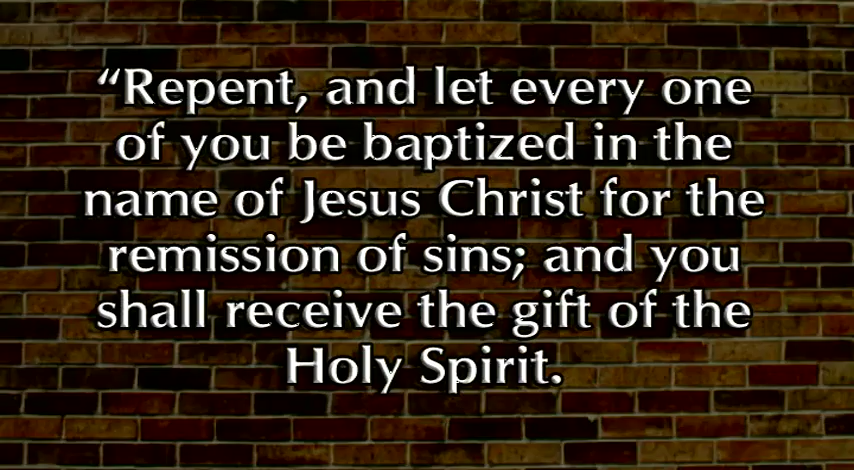 “Repent, and let every one
of you be baptized in the
name of Jesus Christ for the
remission of sins; and you
shall receive the gift of the
Holy Spirit.